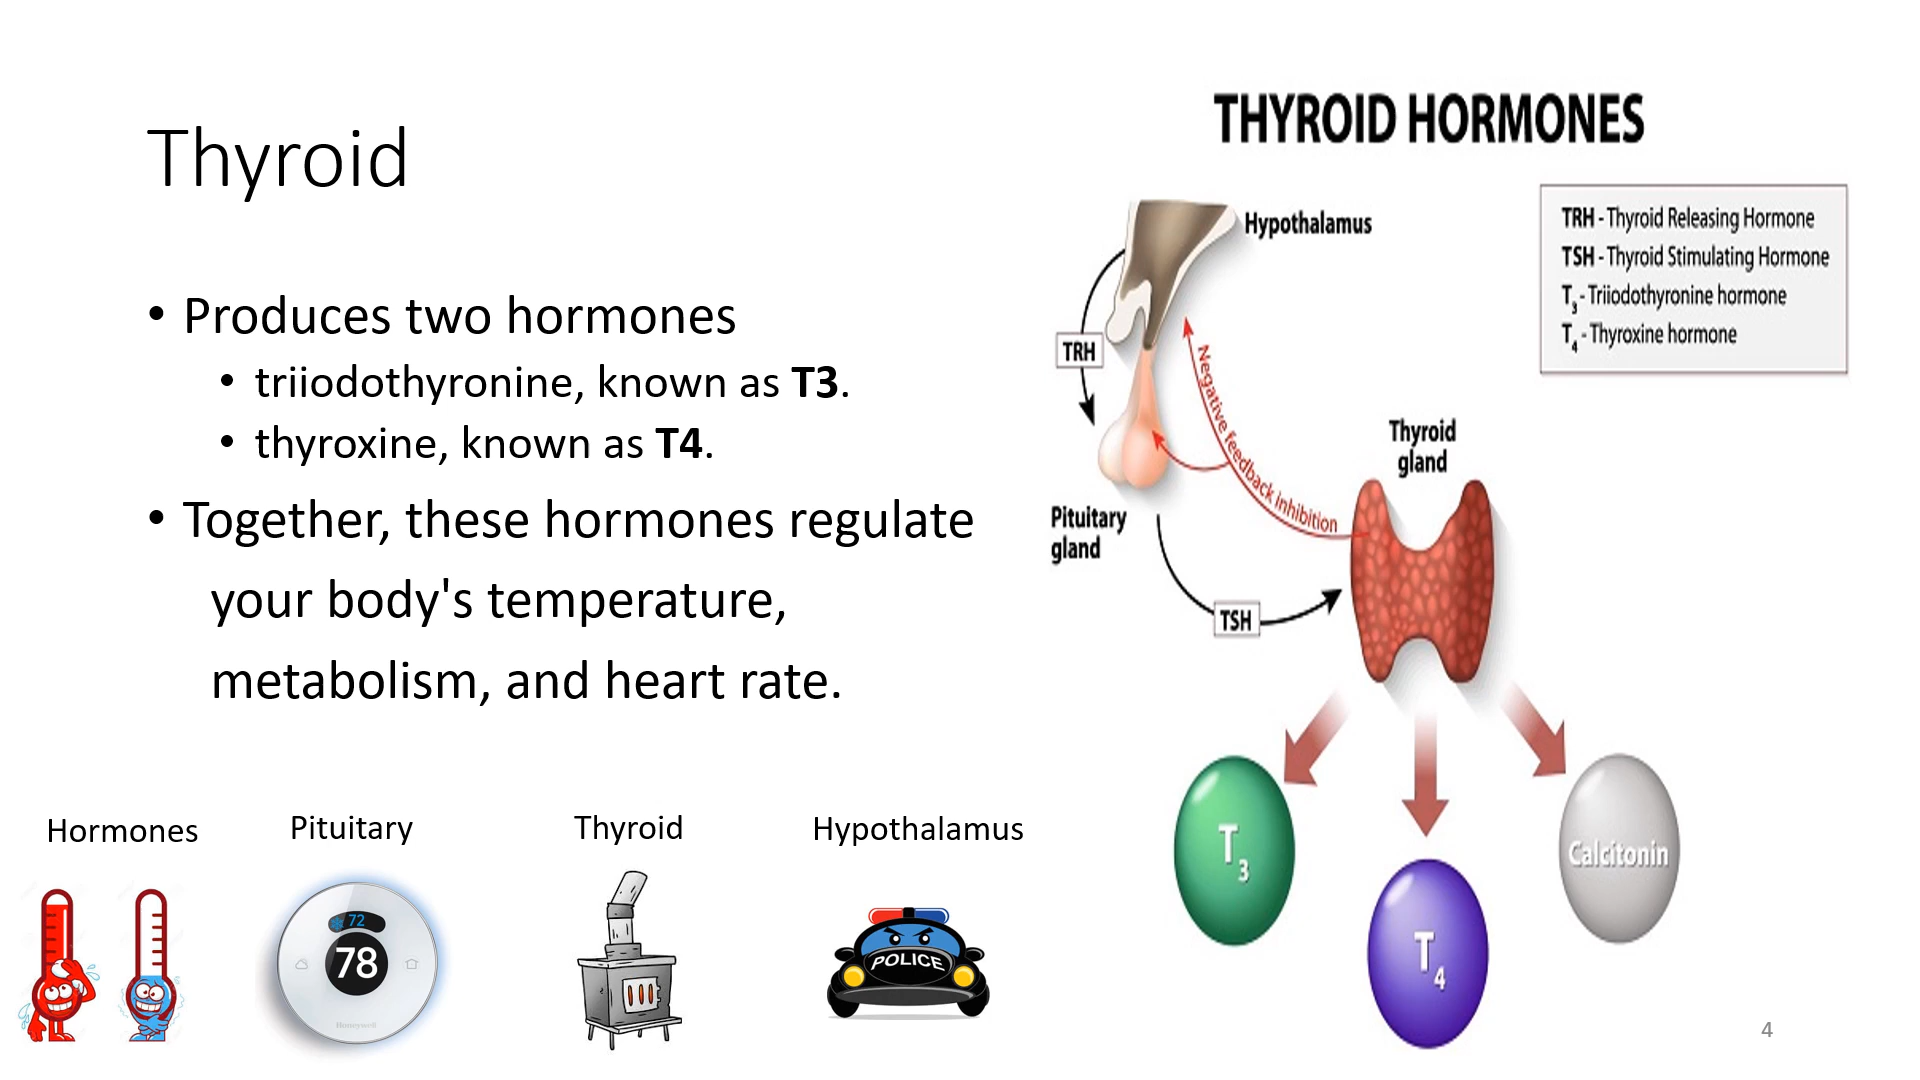 Thyroid
• Produces two hormones
• triiodothyronine, known as T3.
• thyroxine, known as T4.
• Together, these hormones regulate
your body's temperature,
metabolism, and heart rate.
Hormones
Pituitary
Thyroid
Hypothalamus
72
78
Honeywell
POLICE
THYROID HORMONES
Hypothalamus
TRH - Thyroid Releasing Hormone
TSH - Thyroid Stimulating Hormone
T3 - Triiodothyronine hormone
T4 - Thyroxine hormone
TRH
Negative feedback inhibition
Thyroid
gland
Pituitary
gland
TSH
T3
T4
Calcitonin
4